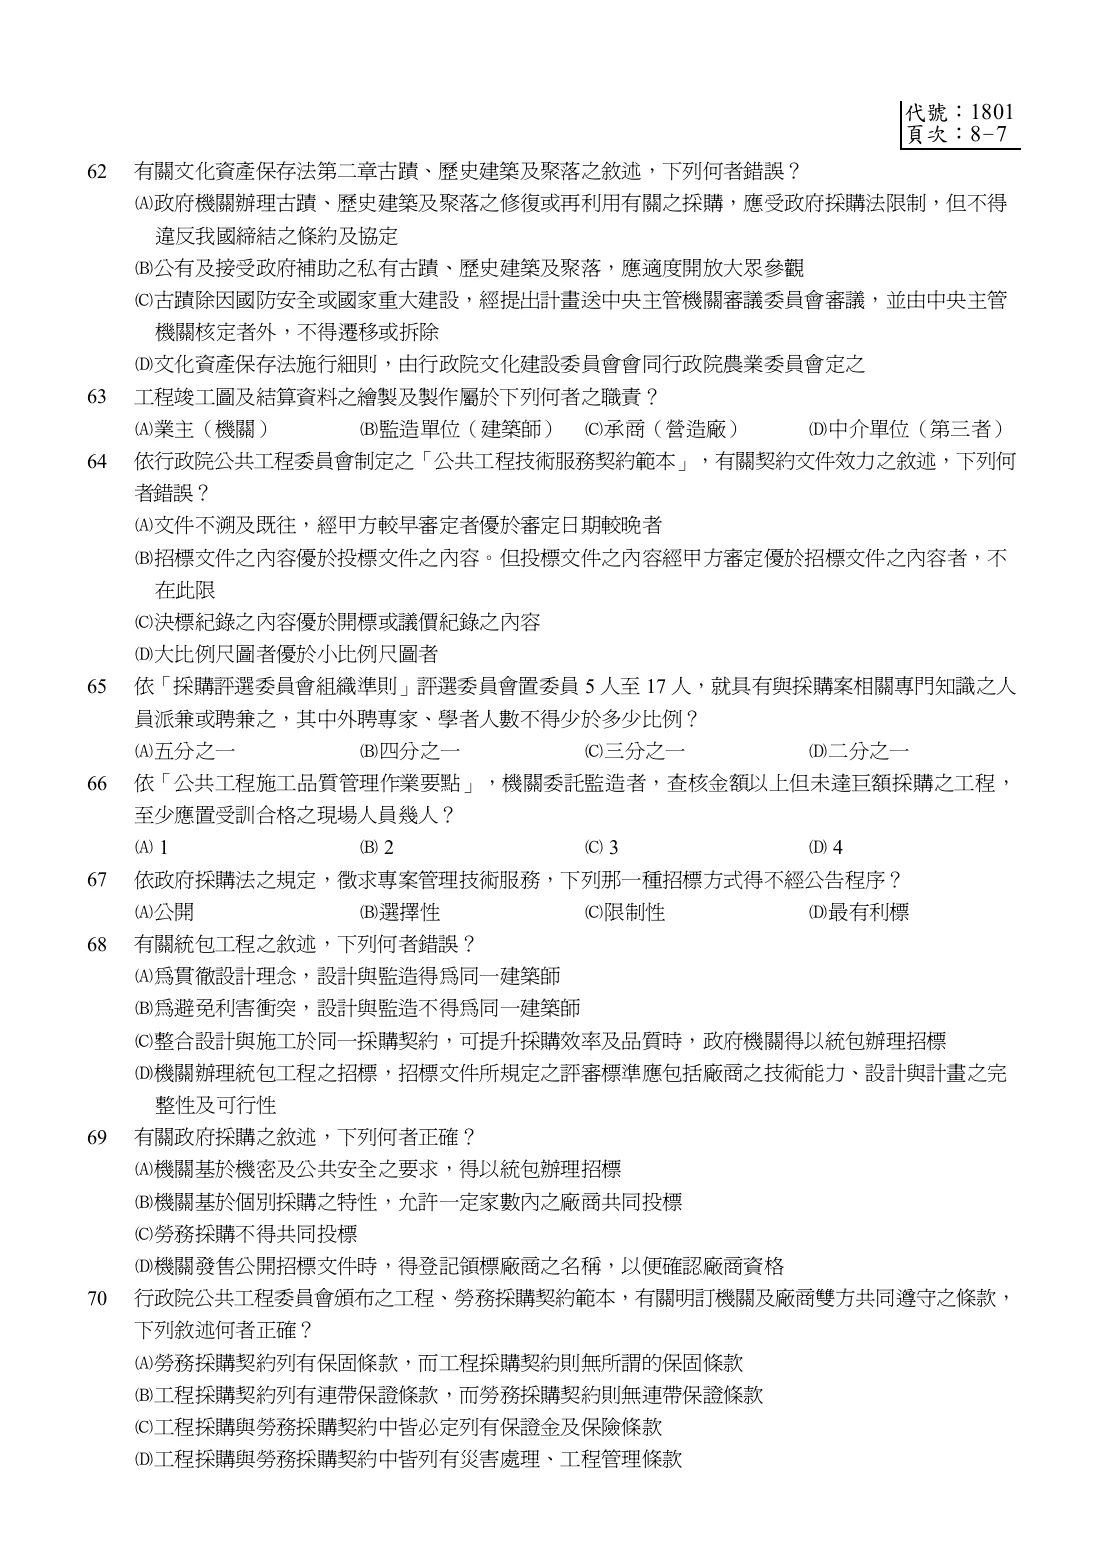 代號：1801
頁次：8－7
62 有關文化資產保存法第二章古蹟、歷史建築及聚落之敘述，下列何者錯誤？
(A)政府機關辦理古蹟、歷史建築及聚落之修復或再利用有關之採購，應受政府採購法限制，但不得
違反我國締結之條約及協定
(B)公有及接受政府補助之私有古蹟、歷史建築及聚落，應適度開放大眾參觀
(C)古蹟除因國防安全或國家重大建設，經提出計畫送中央主管機關審議委員會審議，並由中央主管
機關核定者外，不得遷移或拆除
(D)文化資產保存法施行細則，由行政院文化建設委員會會同行政院農業委員會定之
63 工程竣工圖及結算資料之繪製及製作屬於下列何者之職責？
(A)業主（機關） (B)監造單位（建築師） (C)承商（營造廠） (D)中介單位（第三者）
64 依行政院公共工程委員會制定之「公共工程技術服務契約範本」，有關契約文件效力之敘述，下列何
者錯誤？
(A)文件不溯及既往，經甲方較早審定者優於審定日期較晚者
(B)招標文件之內容優於投標文件之內容。但投標文件之內容經甲方審定優於招標文件之內容者，不
在此限
(C)決標紀錄之內容優於開標或議價紀錄之內容
(D)大比例尺圖者優於小比例尺圖者
65 依「採購評選委員會組織準則」評選委員會置委員 5 人至 17 人，就具有與採購案相關專門知識之人
員派兼或聘兼之，其中外聘專家、學者人數不得少於多少比例？
(A)五分之一 (B)四分之一 (C)三分之一 (D)二分之一
66 依「公共工程施工品質管理作業要點」，機關委託監造者，查核金額以上但未達巨額採購之工程，
至少應置受訓合格之現場人員幾人？
(A) 1 (B) 2 (C) 3 (D) 4
67 依政府採購法之規定，徵求專案管理技術服務，下列那一種招標方式得不經公告程序？
(A)公開 (B)選擇性 (C)限制性 (D)最有利標
68 有關統包工程之敘述，下列何者錯誤？
(A)為貫徹設計理念，設計與監造得為同一建築師
(B)為避免利害衝突，設計與監造不得為同一建築師
(C)整合設計與施工於同一採購契約，可提升採購效率及品質時，政府機關得以統包辦理招標
(D)機關辦理統包工程之招標，招標文件所規定之評審標準應包括廠商之技術能力、設計與計畫之完
整性及可行性
69 有關政府採購之敘述，下列何者正確？
(A)機關基於機密及公共安全之要求，得以統包辦理招標
(B)機關基於個別採購之特性，允許一定家數內之廠商共同投標
(C)勞務採購不得共同投標
(D)機關發售公開招標文件時，得登記領標廠商之名稱，以便確認廠商資格
70 行政院公共工程委員會頒布之工程、勞務採購契約範本，有關明訂機關及廠商雙方共同遵守之條款，
下列敘述何者正確？
(A)勞務採購契約列有保固條款，而工程採購契約則無所謂的保固條款
(B)工程採購契約列有連帶保證條款，而勞務採購契約則無連帶保證條款
(C)工程採購與勞務採購契約中皆必定列有保證金及保險條款
(D)工程採購與勞務採購契約中皆列有災害處理、工程管理條款